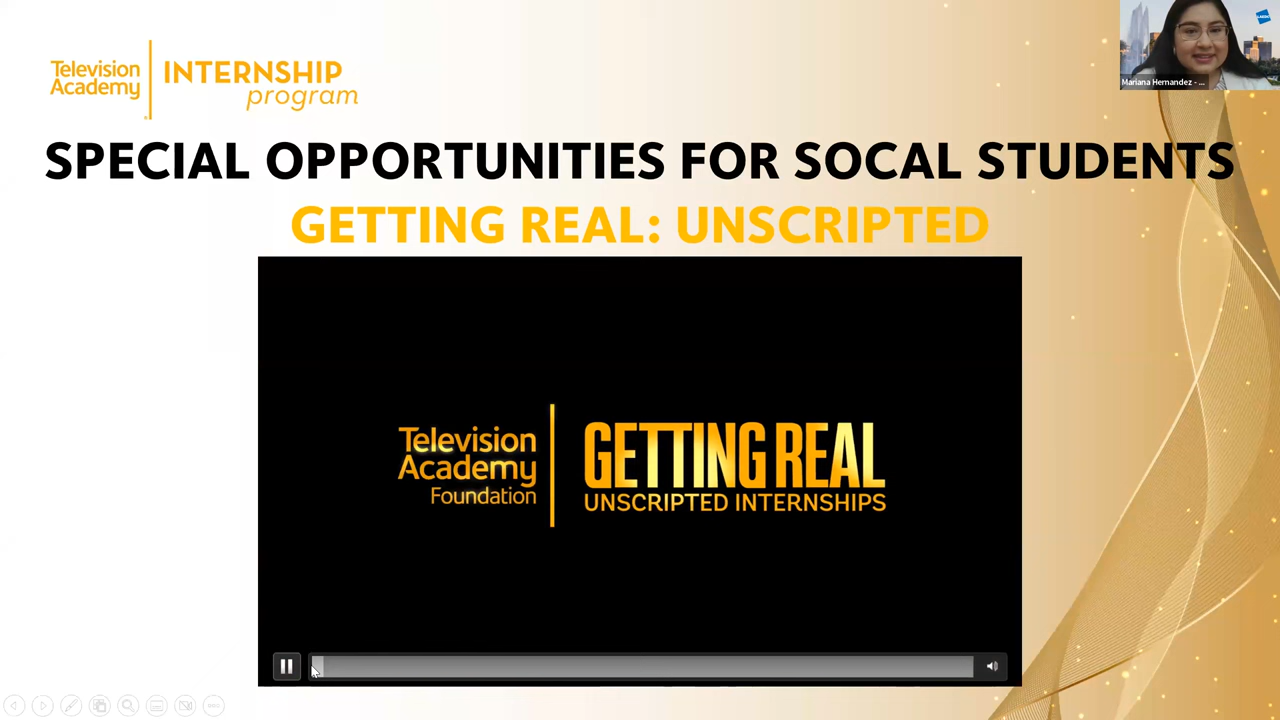 Television
Academy
INTERNSHIP
program
Mariana Hernandez - ...
SPECIAL OPPORTUNITIES FOR SOCAL STUDENTS
GETTING REAL: UNSCRIPTED
Television
Academy
Foundation
GETTING REAL
UNSCRIPTED INTERNSHIPS